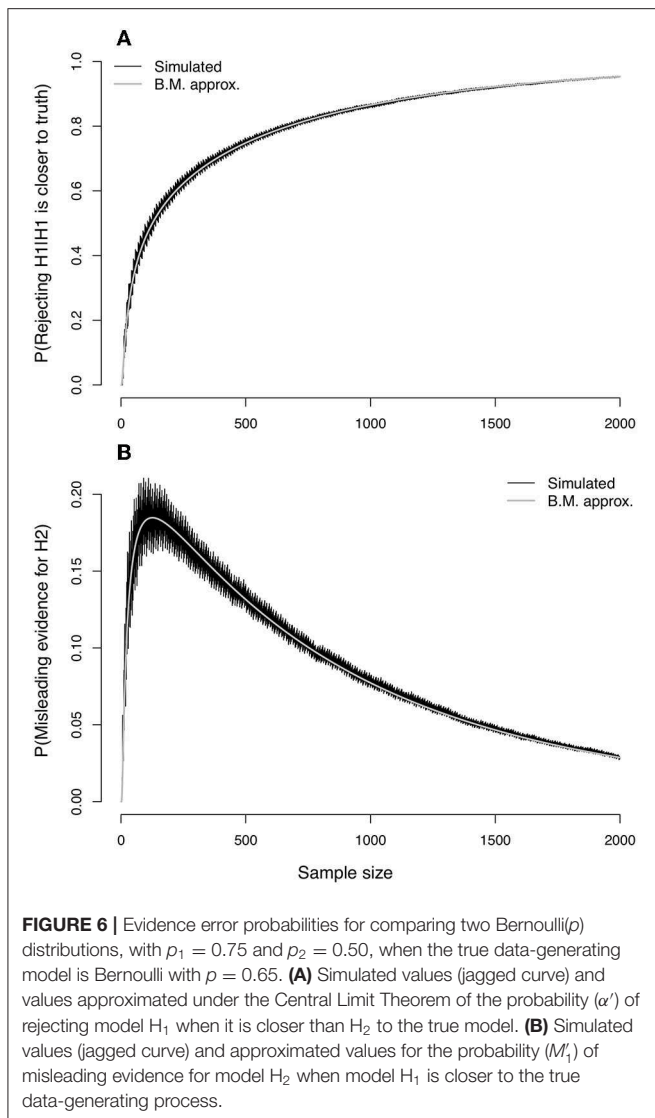 A
Simulated
B.M. approx.
P(Rejecting H1IH1 is closer to truth)
1.0
0.8
0.6
0.4
0.2
0.0
0
500
1000
1500
2000
B
Simulated
B.M. approx.
P(Misleading evidence for H2)
0.20
0.15
0.10
0.05
0.00
0
500
1000
1500
2000
Sample size
FIGURE 6 | Evidence error probabilities for comparing two Bernoulli(p)
distributions, with p₁ = 0.75 and p₂ = 0.50, when the true data-generating
model is Bernoulli with p = 0.65. (A) Simulated values (jagged curve) and
values approximated under the Central Limit Theorem of the probability (α′) of
rejecting model H₁ when it is closer than H₂ to the true model. (B) Simulated
values (jagged curve) and approximated values for the probability (M′₁) of
misleading evidence for model H₂ when model H₁ is closer to the true
data-generating process.